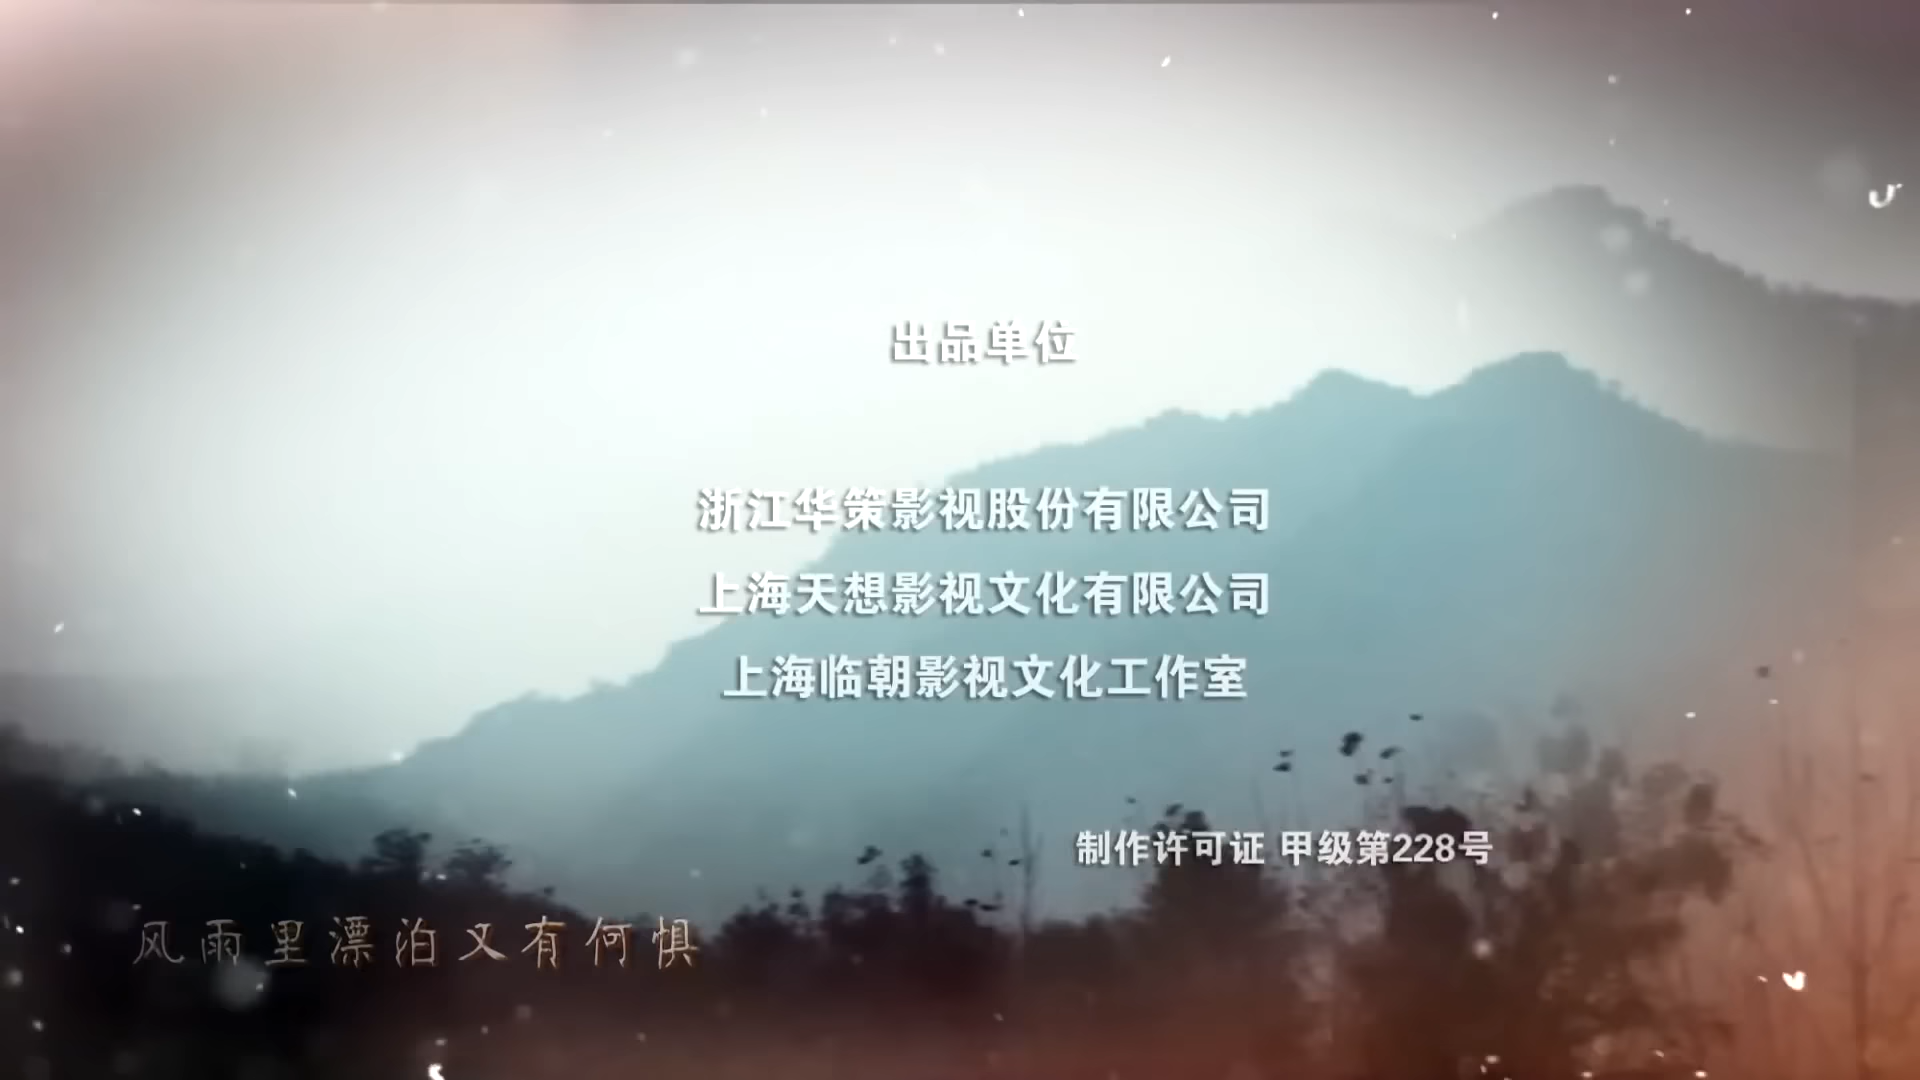 出品单位
浙江华策影视股份有限公司
上海天想影视文化有限公司
上海临朝影视文化工作室
制作许可证 甲级第228号
风雨里漂泊又有何惧